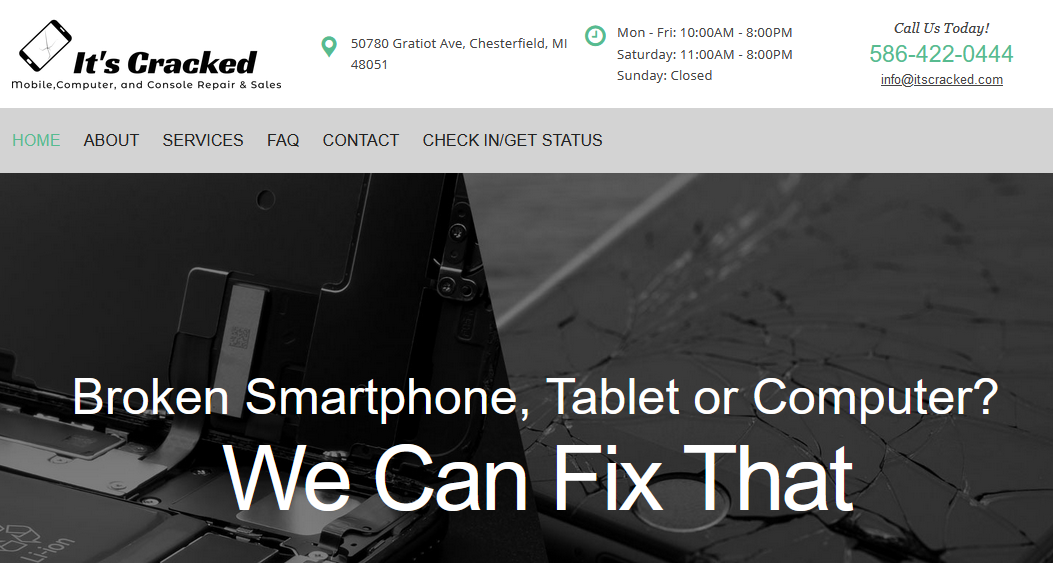 It's Cracked
Mobile,Computer, and Console Repair & Sales
50780 Gratiot Ave, Chesterfield, MI
48051
Mon - Fri: 10:00AM - 8:00PM
Saturday: 11:00AM - 8:00PM
Sunday: Closed
Call Us Today!
586-422-0444
info@itscracked.com
HOME ABOUT SERVICES FAQ CONTACT CHECK IN/GET STATUS
Broken Smartphone, Tablet or Computer?
We Can Fix That
Li-ion